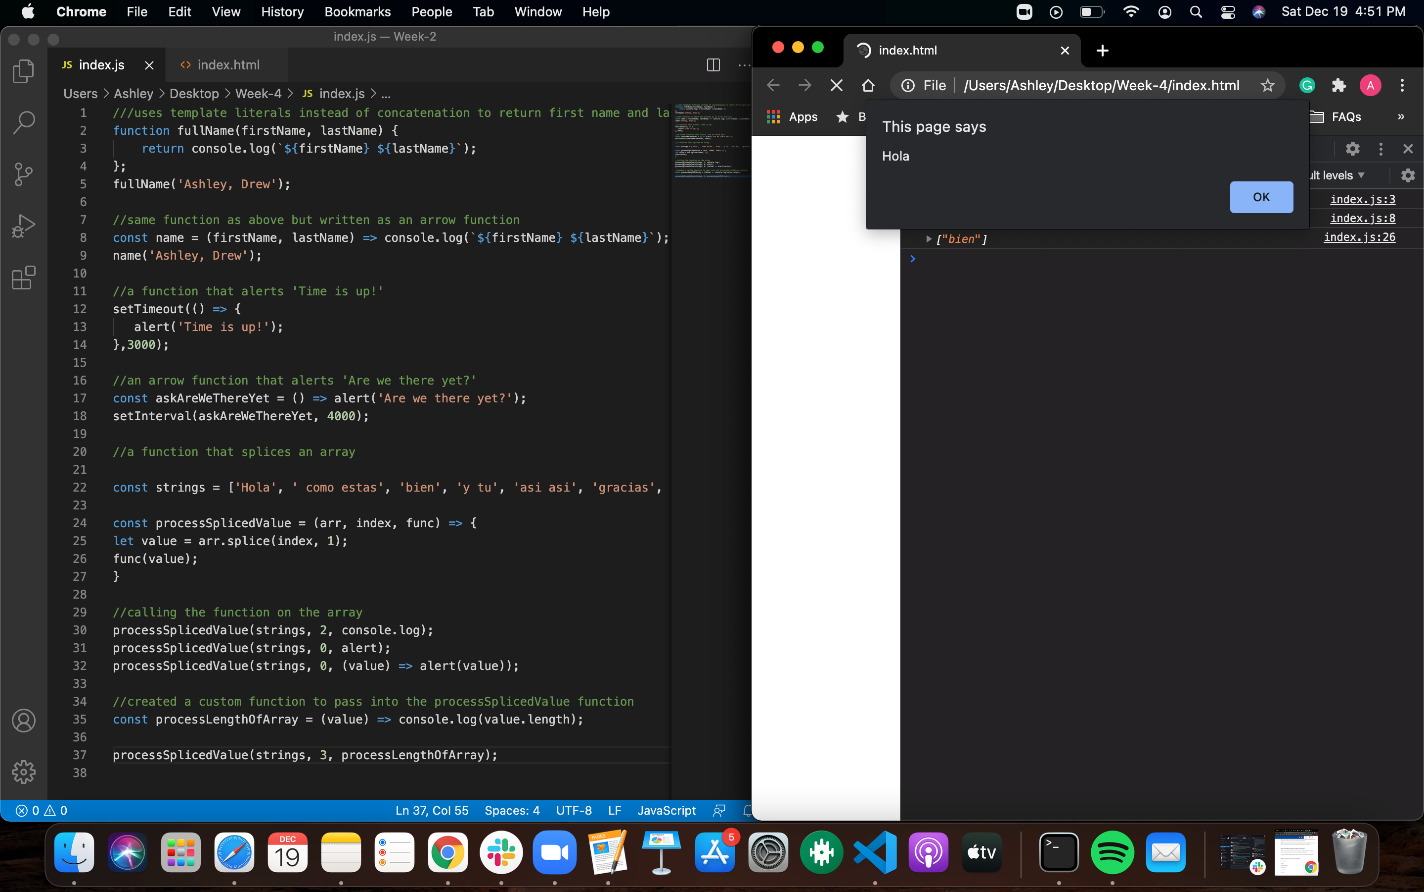 Chrome File Edit View History Bookmarks People Tab Window Help Sat Dec 19 4:51 PM
index.js — Week-2
JS index.js × <> index.html ...
Users > Ashley > Desktop > Week-4 > JS index.js > ...
1 ///uses template literals instead of concatenation to return first name and la
2 function fullName(firstName, lastName) {
3 return console.log(`${firstName} ${lastName}`);
4 };
5 fullName('Ashley, Drew');
6
7 //same function as above but written as an arrow function
8 const name = (firstName, lastName) => console.log(`${firstName} ${lastName}`);
9 name('Ashley, Drew');
10
11 //a function that alerts 'Time is up!'
12 setTimeout(() => {
13 alert('Time is up!');
14 },3000);
15
16 //an arrow function that alerts 'Are we there yet?'
17 const askAreWeThereYet = () => alert('Are we there yet?');
18 setInterval(askAreWeThereYet, 4000);
19
20 //a function that splices an array
21
22 const strings = ['Hola', ' como estas', 'bien', 'y tu', 'asi asi', 'gracias',
23
24 const processSplicedValue = (arr, index, func) => {
25 let value = arr.splice(index, 1);
26 func(value);
27 }
28
29 //calling the function on the array
30 processSplicedValue(strings, 2, console.log);
31 processSplicedValue(strings, 0, alert);
32 processSplicedValue(strings, 0, (value) => alert(value));
33
34 //created a custom function to pass into the processSplicedValue function
35 const processLengthOfArray = (value) => console.log(value.length);
36
37 processSplicedValue(strings, 3, processLengthOfArray);
38
0 0 Ln 37, Col 55 Spaces: 4 UTF-8 LF JavaScript
index.html × +
File | /Users/Ashley/Desktop/Week-4/index.html A
Apps B FAQs »
This page says
Hola
OK
ult levels ▼
index.js:3
index.js:8
["bien"] index.js:26
>
DEC
19
5
tv
>_